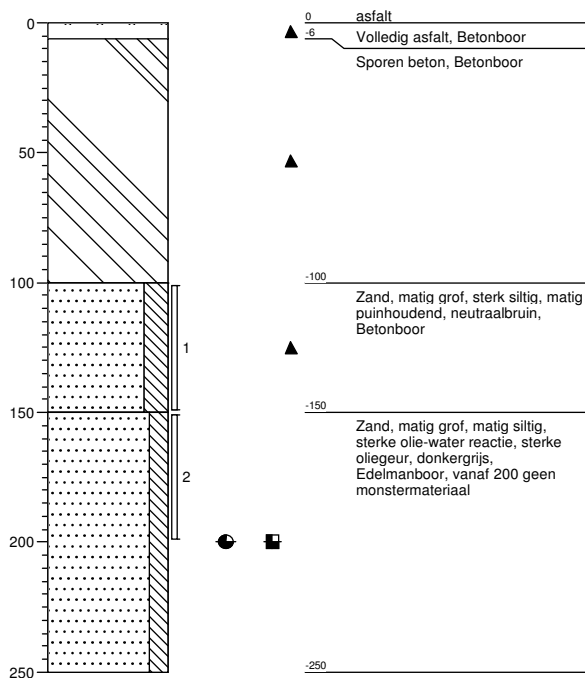 0
0
asfalt
-6
Volledig asfalt, Betonboor
Sporen beton, Betonboor
50
100
-100
Zand, matig grof, sterk siltig, matig
puinhoudend, neutraalbruin,
Betonboor
1
150
-150
Zand, matig grof, matig siltig,
sterke olie-water reactie, sterke
oliegeur, donkergrijs,
Edelmanboor, vanaf 200 geen
monstermateriaal
2
200
250
-250